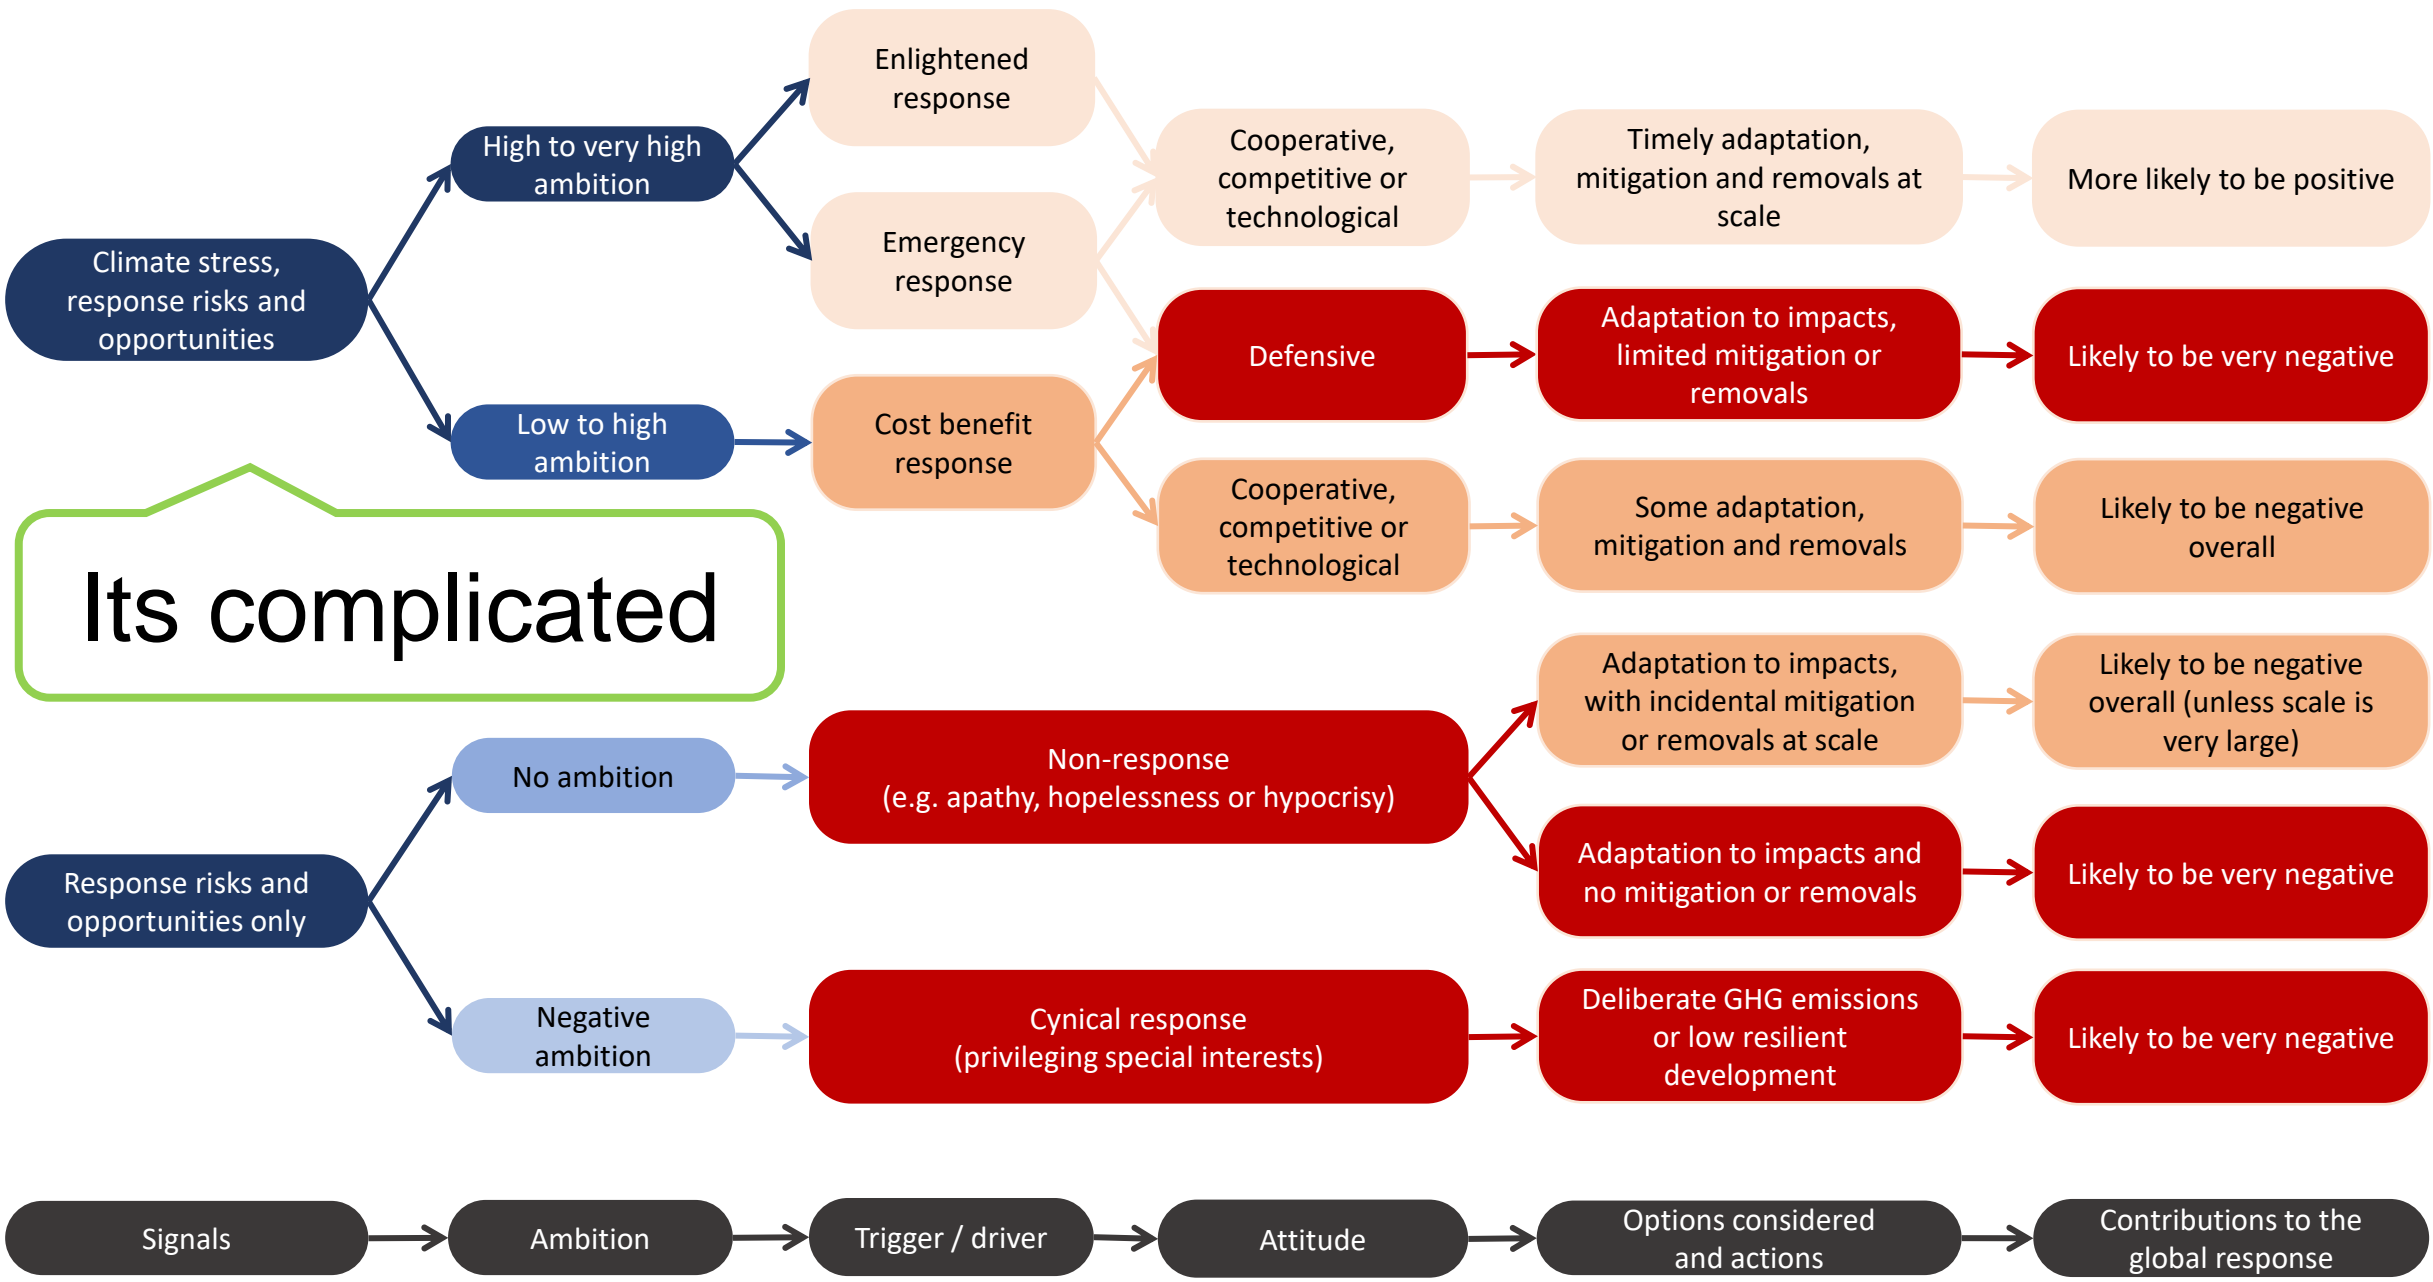 Enlightened
response
High to very high
ambition
Cooperative,
competitive or
technological
Timely adaptation,
mitigation and removals at
scale
More likely to be positive
Climate stress,
response risks and
opportunities
Emergency
response
Defensive
Adaptation to impacts,
limited mitigation or
removals
Likely to be very negative
Low to high
ambition
Cost benefit
response
Cooperative,
competitive or
technological
Some adaptation,
mitigation and removals
Likely to be negative
overall
Its complicated
Adaptation to impacts,
with incidental mitigation
or removals at scale
Likely to be negative
overall (unless scale is
very large)
No ambition
Non-response
(e.g. apathy, hopelessness or hypocrisy)
Response risks and
opportunities only
Adaptation to impacts and
no mitigation or removals
Likely to be very negative
Negative
ambition
Cynical response
(privileging special interests)
Deliberate GHG emissions
or low resilient
development
Likely to be very negative
Signals
Ambition
Trigger / driver
Attitude
Options considered
and actions
Contributions to the
global response